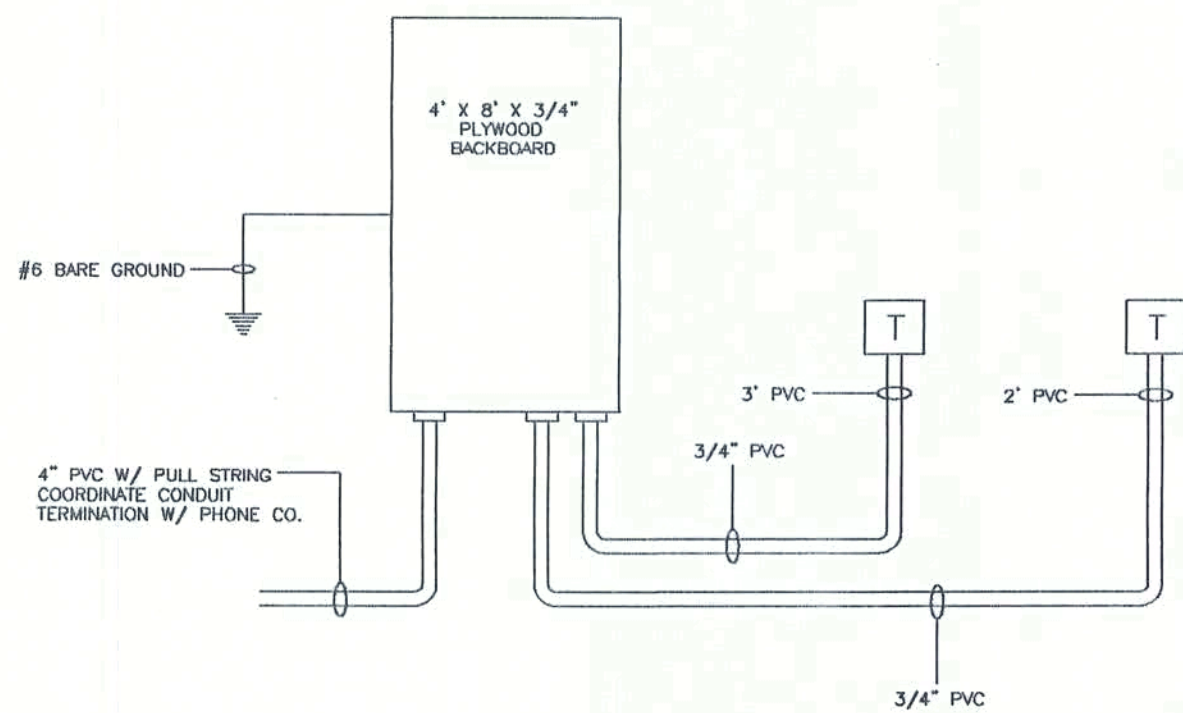 4' X 8' X 3/4"
PLYWOOD
BACKBOARD
#6 BARE GROUND
T
T
3' PVC
2' PVC
3/4" PVC
4" PVC W/ PULL STRING
COORDINATE CONDUIT
TERMINATION W/ PHONE CO.
3/4" PVC